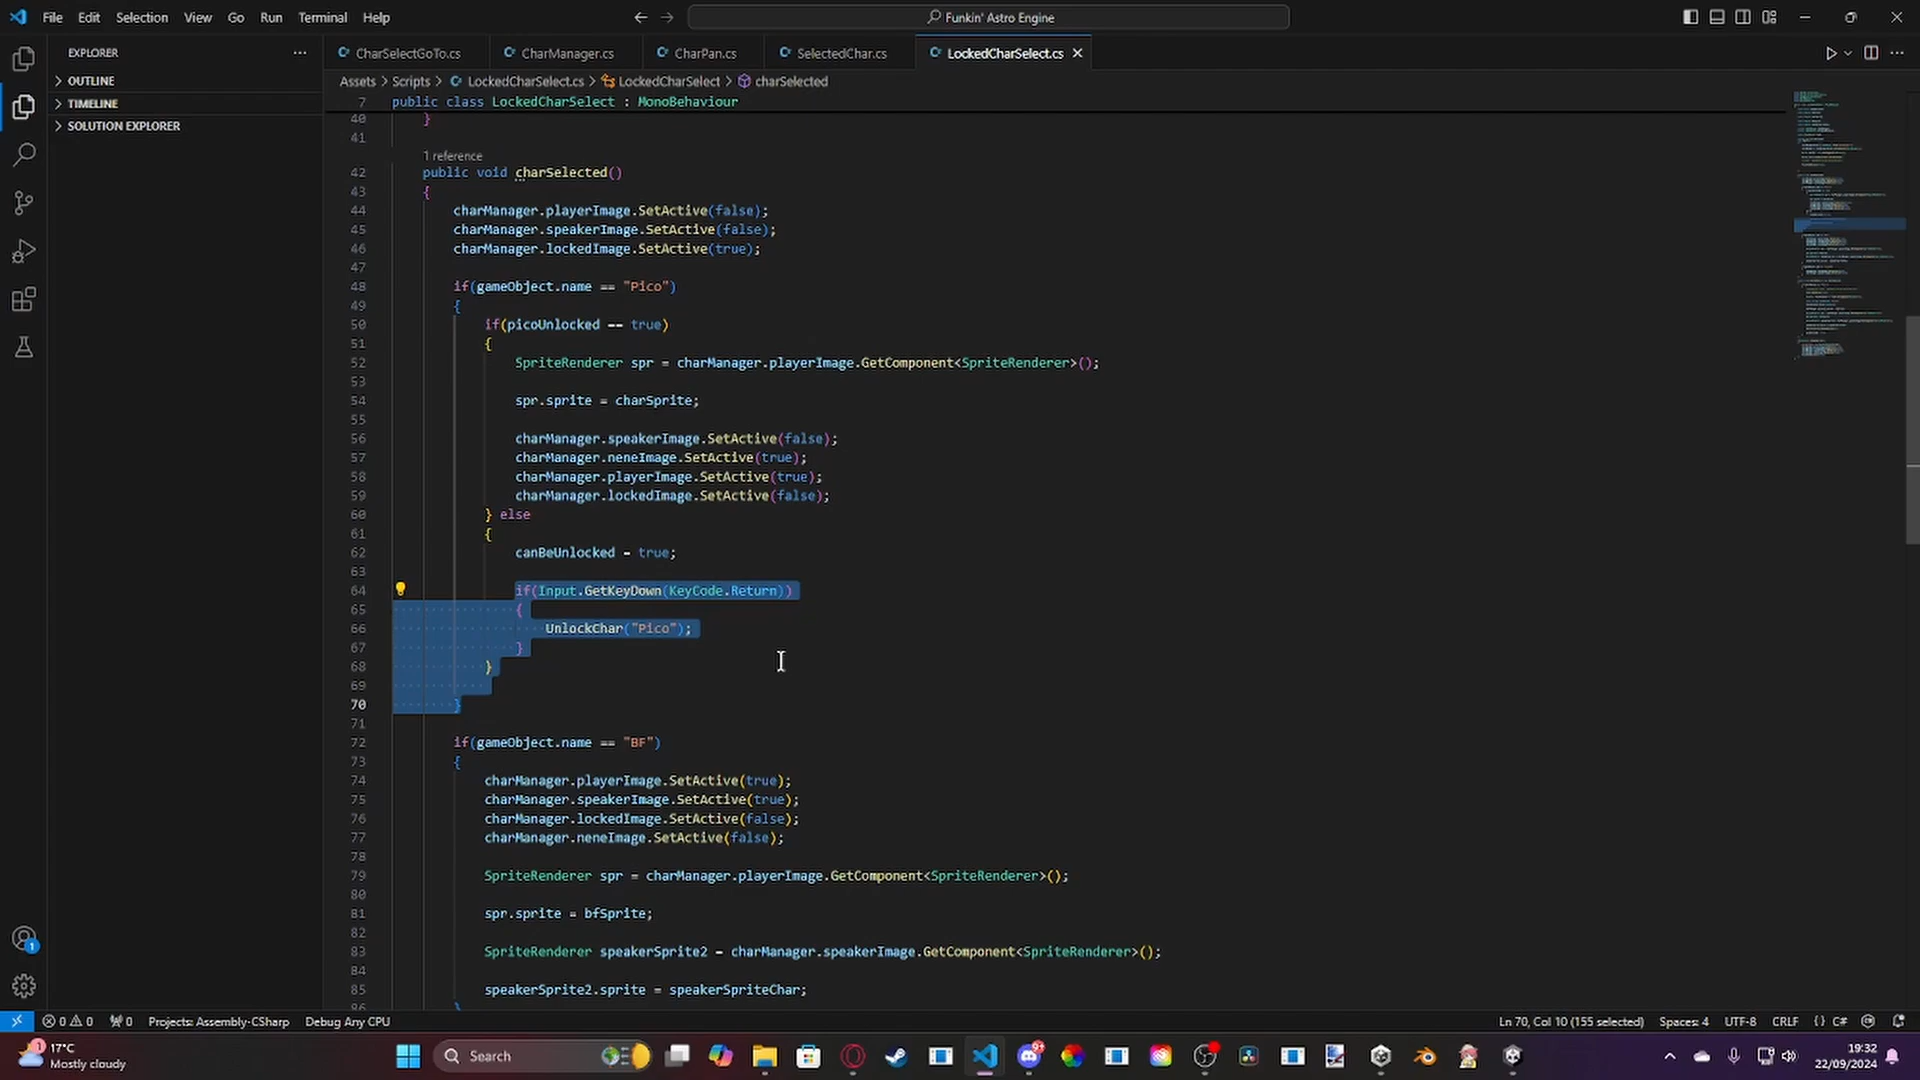 File Edit Selection View Go Run Terminal Help
Funkin' Astro Engine
EXPLORER
CharSelectGoTo.cs CharManager.cs CharPan.cs SelectedChar.cs LockedCharSelect.cs
OUTLINE
TIMELINE
SOLUTION EXPLORER
Assets > Scripts > LockedCharSelect.cs > LockedCharSelect > charSelected
7 public class LockedCharSelect : MonoBehaviour
40 }
41
1 reference
42 public void charSelected()
43 {
44 charManager.playerImage.SetActive(false);
45 charManager.speakerImage.SetActive(false);
46 charManager.lockedImage.SetActive(true);
47
48 if(gameObject.name == "Pico")
49 {
50 if(picoUnlocked == true)
51 {
52 SpriteRenderer spr = charManager.playerImage.GetComponent<SpriteRenderer>();
53
54 spr.sprite = charSprite;
55
56 charManager.speakerImage.SetActive(false);
57 charManager.neneImage.SetActive(true);
58 charManager.playerImage.SetActive(true);
59 charManager.lockedImage.SetActive(false);
60 } else
61 {
62 canBeUnlocked = true;
63
64 if(Input.GetKeyDown(KeyCode.Return))
65 {
66 UnlockChar("Pico");
67 }
68 }
69
70 }
71
72 if(gameObject.name == "BF")
73 {
74 charManager.playerImage.SetActive(true);
75 charManager.speakerImage.SetActive(true);
76 charManager.lockedImage.SetActive(false);
77 charManager.neneImage.SetActive(false);
78
79 SpriteRenderer spr = charManager.playerImage.GetComponent<SpriteRenderer>();
80
81 spr.sprite = bfSprite;
82
83 SpriteRenderer speakerSprite2 = charManager.speakerImage.GetComponent<SpriteRenderer>();
84
85 speakerSprite2.sprite = speakerSpriteChar;
86 }
0 0 0 Projects: Assembly-CSharp Debug Any CPU
Ln 70, Col 10 (155 selected) Spaces: 4 UTF-8 CRLF {} C#
17°C
Mostly cloudy
Search
19:32
22/09/2024